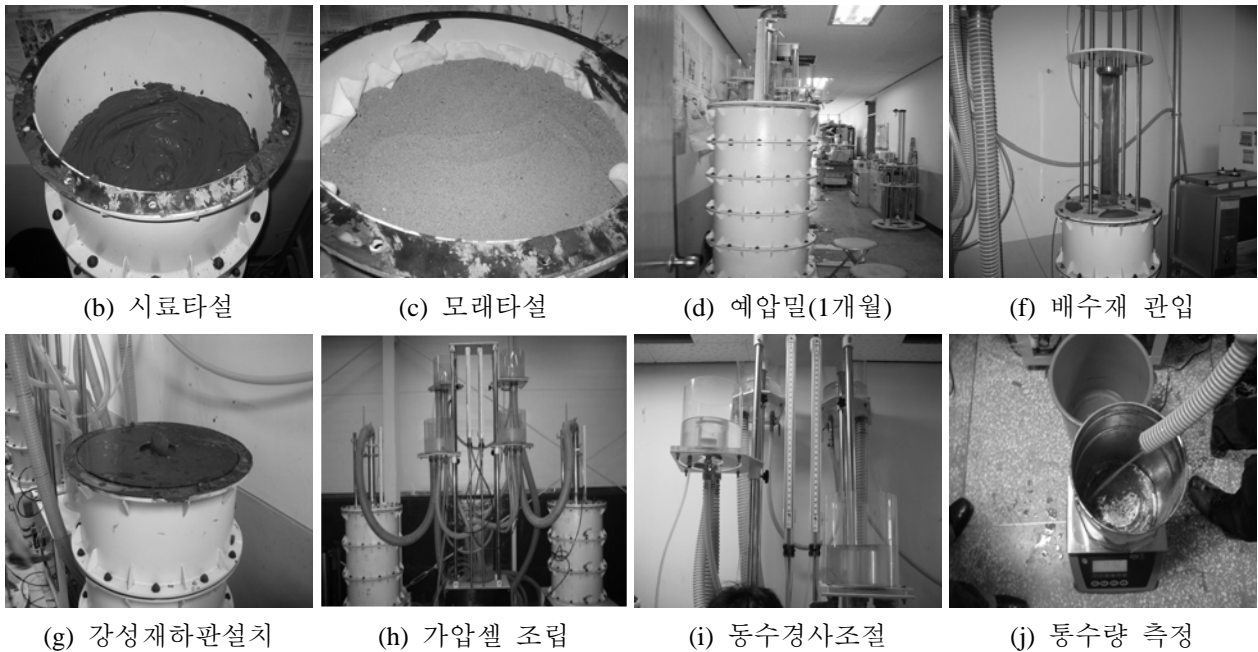 (b) 시료타설
(c) 모래타설
(d) 예압밀(1개월)
(f) 배수재 관입
(g) 강성재하판설치
(h) 가압셀 조립
(i) 동수경사조절
(j) 통수량 측정